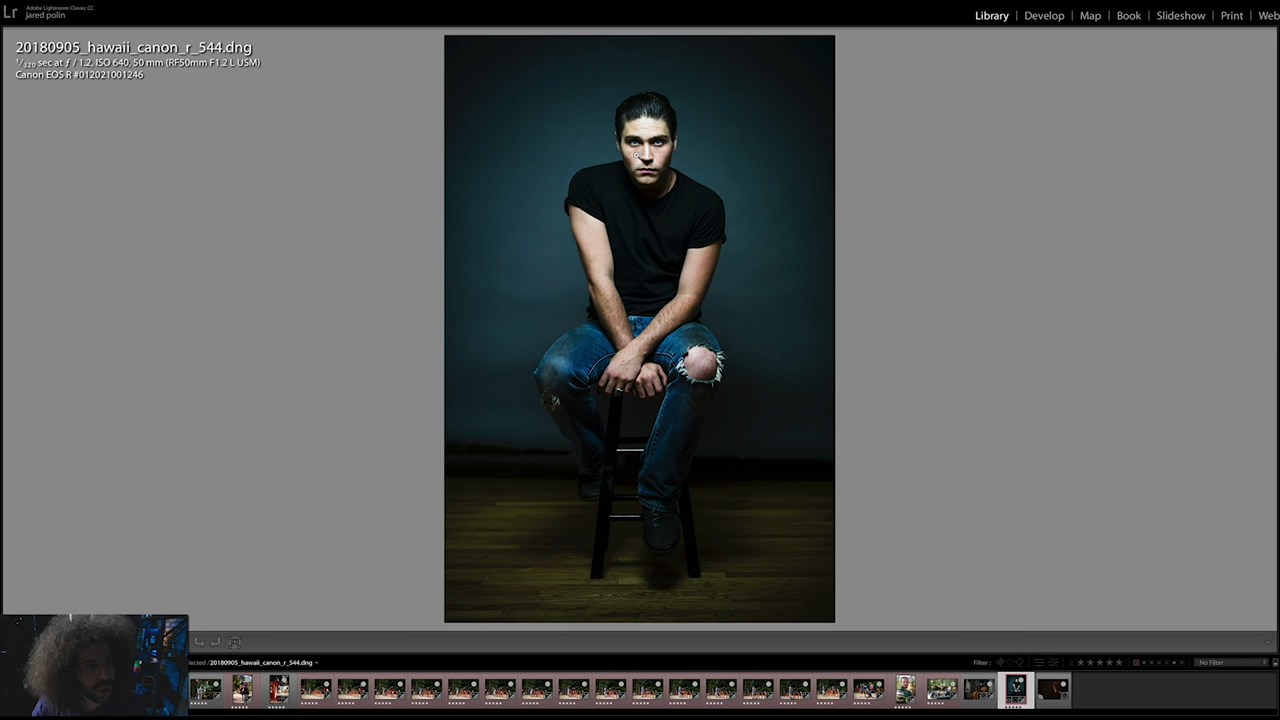 Lr
Adobe Lightroom Classic CC
jared polin
Library | Develop | Map | Book | Slideshow | Print | Web
20180905_hawaii_canon_r_544.dng
1/320 sec at ƒ / 1.2, ISO 640, 50 mm (RF50mm F1.2 L USM)
Canon EOS R #012021001246
lected /20180905_hawaii_canon_r_544.dng
Filter :
No Filter